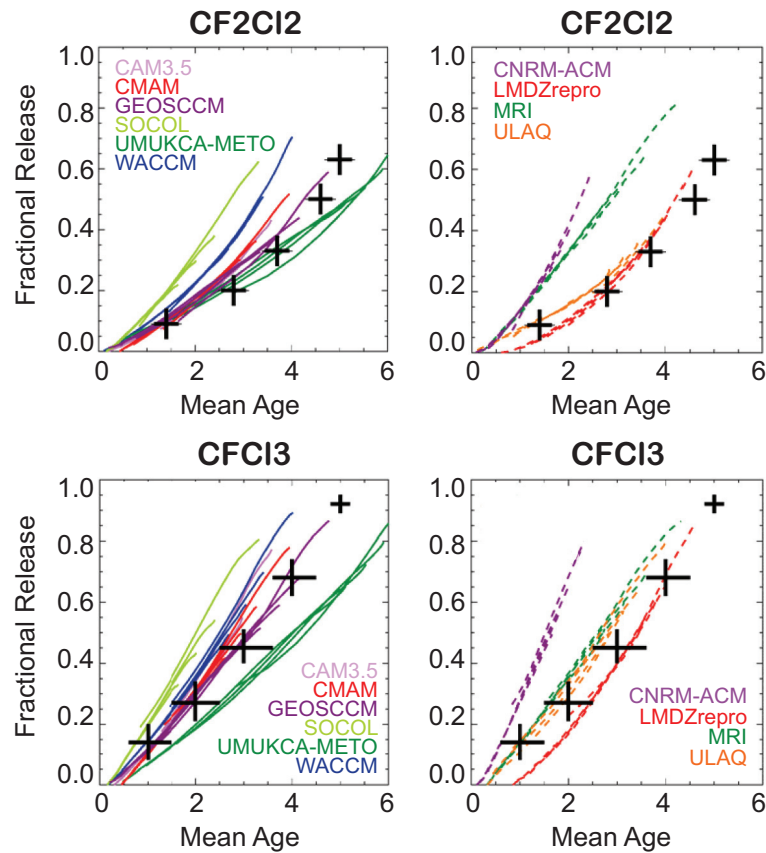 CF2Cl2
CF2Cl2
Fractional Release
1.0
0.8
0.6
0.4
0.2
0.0
CAM3.5
CMAM
GEOSCCM
SOCOL
UMUKCA-METO
WACCM
CNRM-ACM
LMDZrepro
MRI
ULAQ
0 2 4 6
2 4 6
Mean Age
Mean Age
CFCl3
CFCl3
Fractional Release
1.0
0.8
0.6
0.4
0.2
0.0
CAM3.5
CMAM
GEOSCCM
SOCOL
UMUKCA-METO
WACCM
CNRM-ACM
LMDZrepro
MRI
ULAQ
0 2 4 6
0 2 4 6
Mean Age
Mean Age